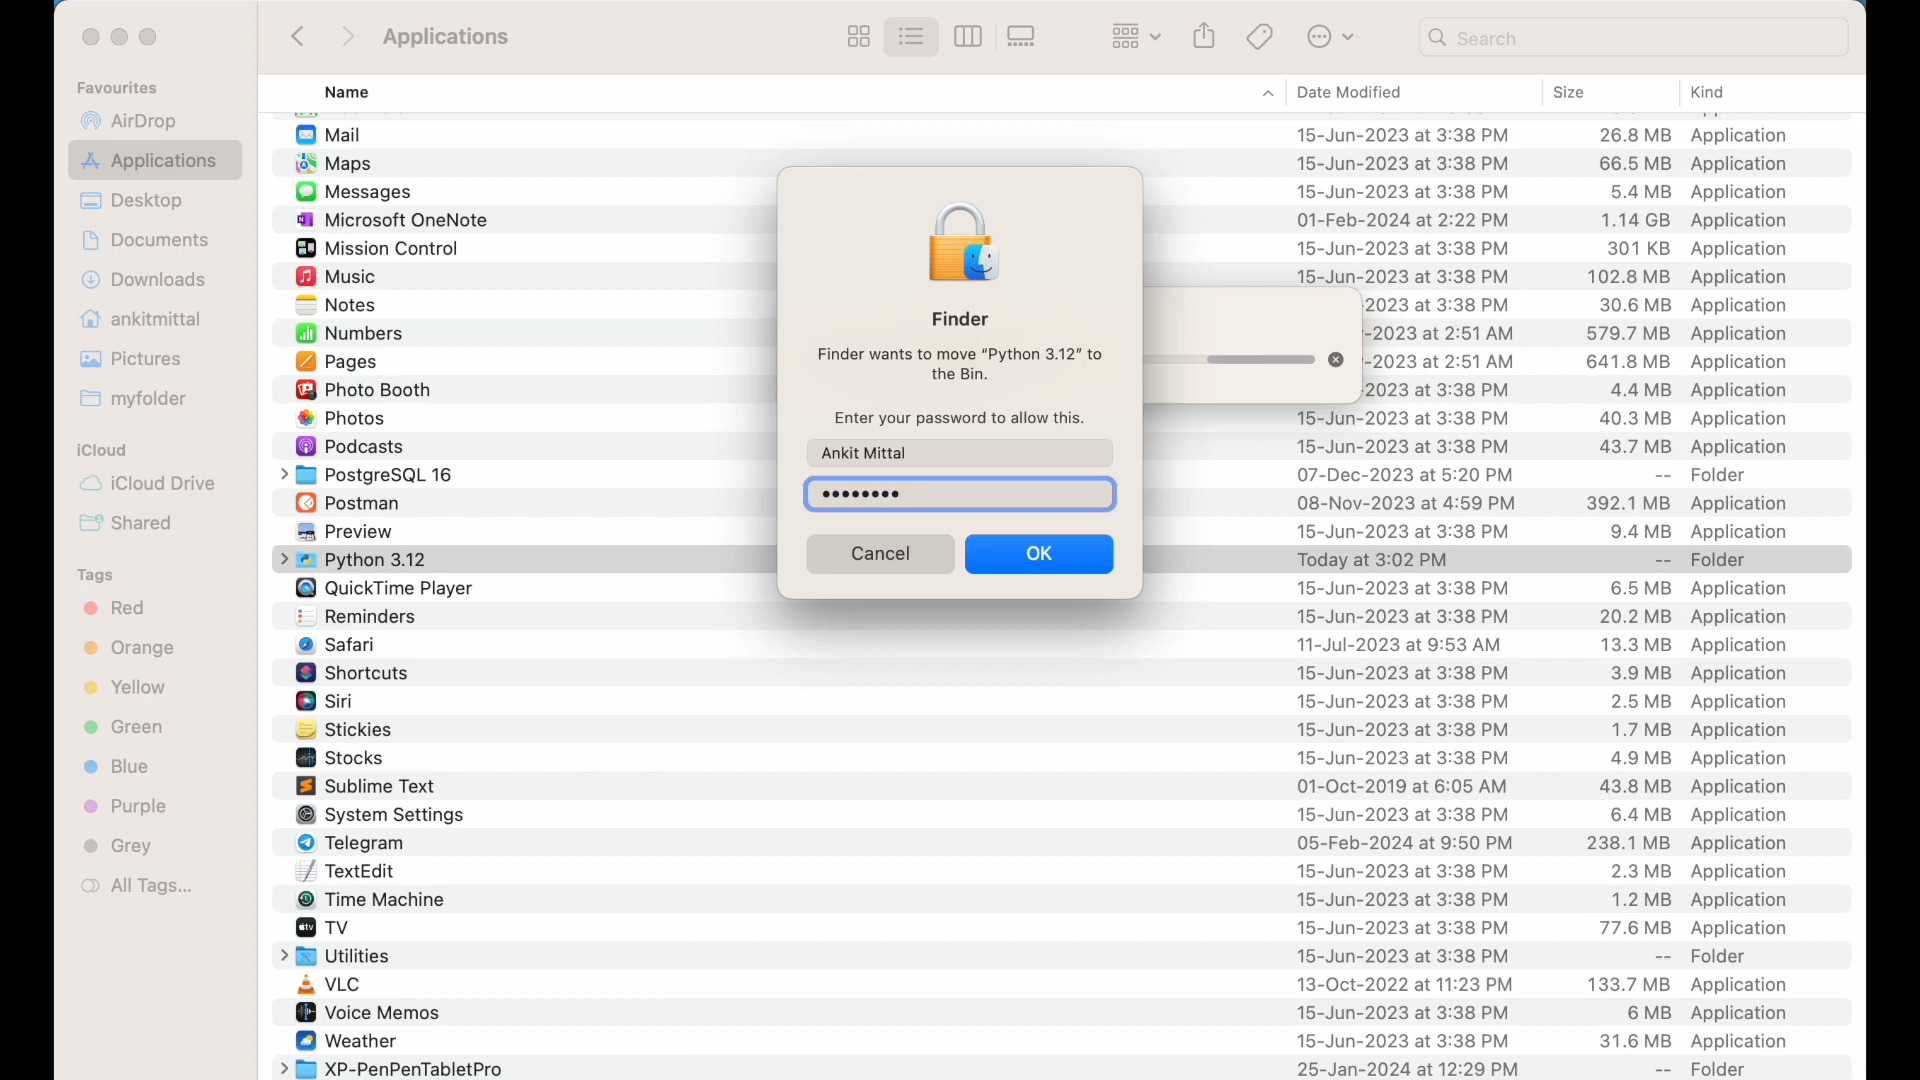 Applications
Search
Favourites
AirDrop
Applications
Desktop
Documents
Downloads
ankitmittal
Pictures
myfolder
iCloud
iCloud Drive
Shared
Tags
Red
Orange
Yellow
Green
Blue
Purple
Grey
All Tags...
Name Date Modified Size Kind
Mail 15-Jun-2023 at 3:38 PM 26.8 MB Application
Maps 15-Jun-2023 at 3:38 PM 66.5 MB Application
Messages 15-Jun-2023 at 3:38 PM 5.4 MB Application
Microsoft OneNote 01-Feb-2024 at 2:22 PM 1.14 GB Application
Mission Control 15-Jun-2023 at 3:38 PM 301 KB Application
Music 15-Jun-2023 at 3:38 PM 102.8 MB Application
Notes -2023 at 3:38 PM 30.6 MB Application
Numbers -2023 at 2:51 AM 579.7 MB Application
Pages -2023 at 2:51 AM 641.8 MB Application
Photo Booth 2023 at 3:38 PM 4.4 MB Application
Photos 15-Jun-2023 at 3:38 PM 40.3 MB Application
Podcasts 15-Jun-2023 at 3:38 PM 43.7 MB Application
PostgreSQL 16 07-Dec-2023 at 5:20 PM -- Folder
Postman 08-Nov-2023 at 4:59 PM 392.1 MB Application
Preview 15-Jun-2023 at 3:38 PM 9.4 MB Application
Python 3.12 Today at 3:02 PM -- Folder
QuickTime Player 15-Jun-2023 at 3:38 PM 6.5 MB Application
Reminders 15-Jun-2023 at 3:38 PM 20.2 MB Application
Safari 11-Jul-2023 at 9:53 AM 13.3 MB Application
Shortcuts 15-Jun-2023 at 3:38 PM 3.9 MB Application
Siri 15-Jun-2023 at 3:38 PM 2.5 MB Application
Stickies 15-Jun-2023 at 3:38 PM 1.7 MB Application
Stocks 15-Jun-2023 at 3:38 PM 4.9 MB Application
Sublime Text 01-Oct-2019 at 6:05 AM 43.8 MB Application
System Settings 15-Jun-2023 at 3:38 PM 6.4 MB Application
Telegram 05-Feb-2024 at 9:50 PM 238.1 MB Application
TextEdit 15-Jun-2023 at 3:38 PM 2.3 MB Application
Time Machine 15-Jun-2023 at 3:38 PM 1.2 MB Application
TV 15-Jun-2023 at 3:38 PM 77.6 MB Application
Utilities 15-Jun-2023 at 3:38 PM -- Folder
VLC 13-Oct-2022 at 11:23 PM 133.7 MB Application
Voice Memos 15-Jun-2023 at 3:38 PM 6 MB Application
Weather 15-Jun-2023 at 3:38 PM 31.6 MB Application
XP-PenPenTabletPro 25-Jan-2024 at 12:29 PM -- Folder
Finder
Finder wants to move “Python 3.12” to
the Bin.
Enter your password to allow this.
Ankit Mittal
••••••••
Cancel OK